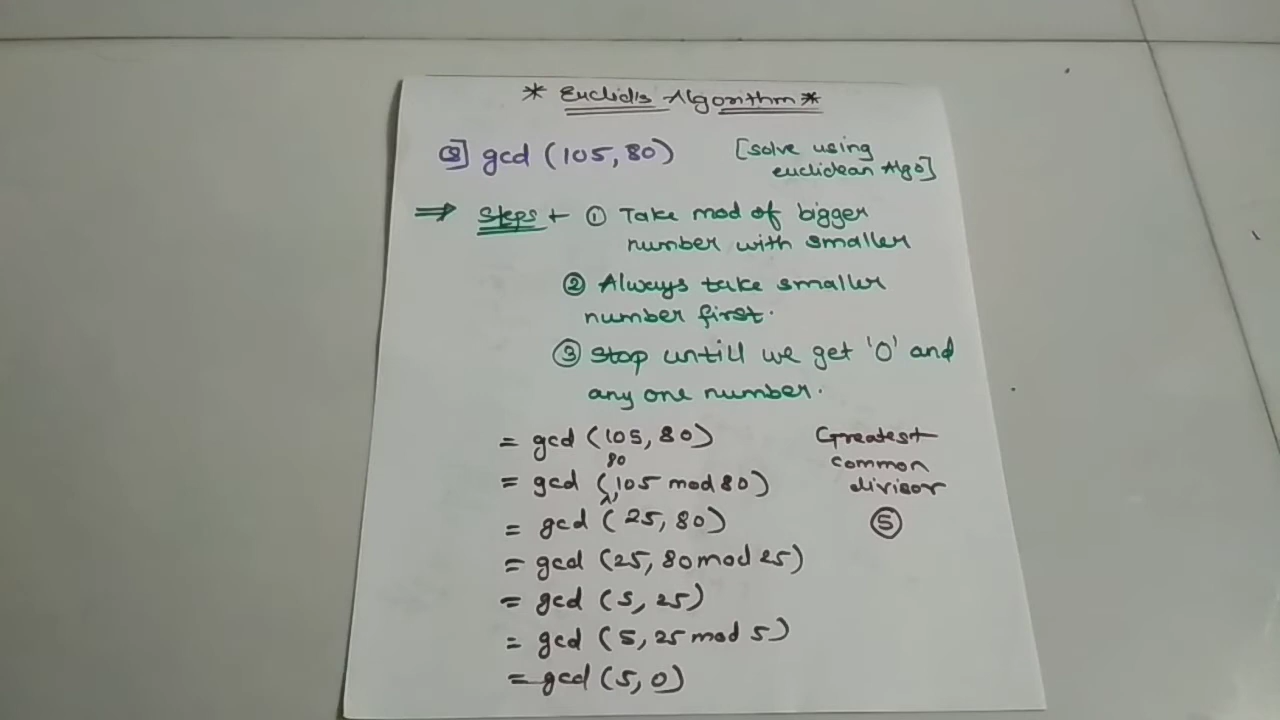 * Euclid's Algorithm *
Q] gcd (105, 80) [solve using
euclidean Algo]
⇒ Steps + ① Take mod of bigger
number with smaller
② Always take smaller
number first.
③ Stop untill we get '0' and
any one number.
= gcd (105, 80)
= gcd (80, 105 mod 80)
= gcd (25, 80)
= gcd (25, 80 mod 25)
= gcd (5, 25)
= gcd (5, 25 mod 5)
= gcd (5, 0)
Greatest
common
divisor
⑤